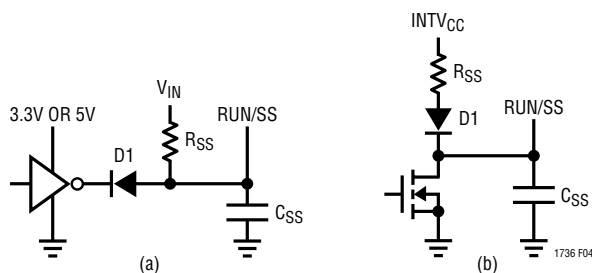 3.3V OR 5V
D1
VIN
RSS
RUN/SS
CSS
(a)
INTVCC
RSS
D1
RUN/SS
CSS
(b)
1736 F04